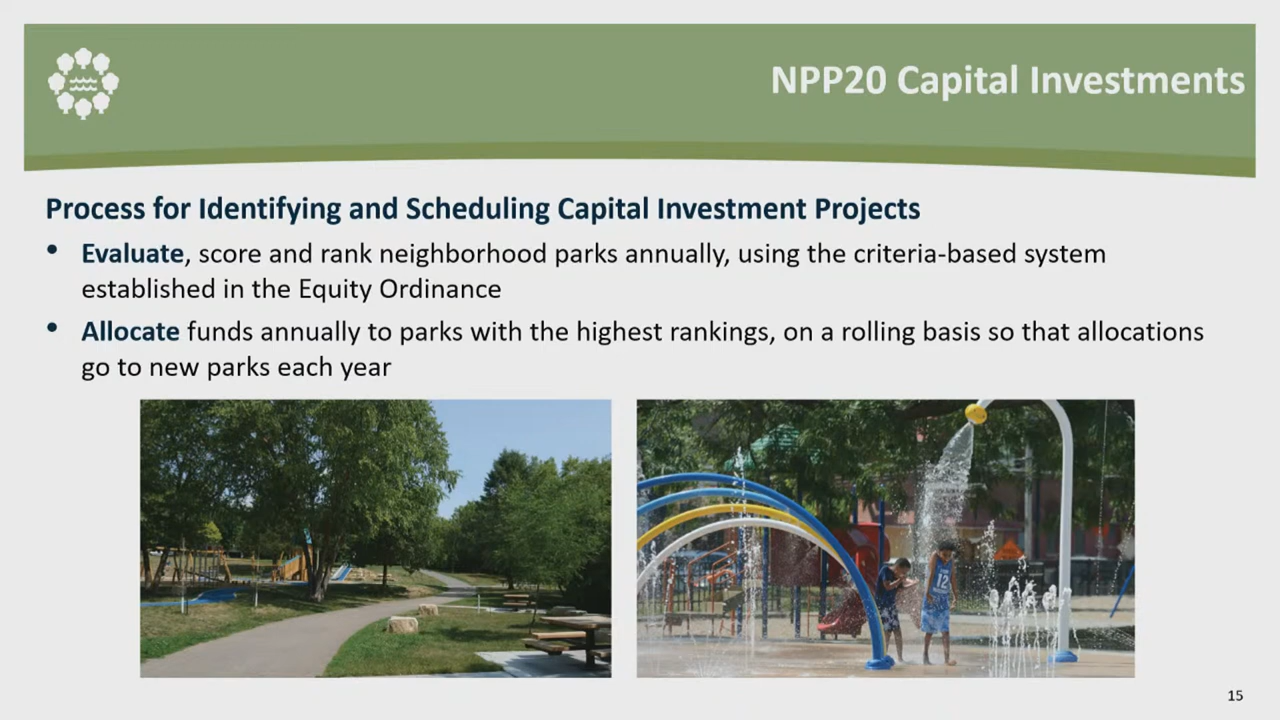 NPP20 Capital Investments
Process for Identifying and Scheduling Capital Investment Projects
• Evaluate, score and rank neighborhood parks annually, using the criteria-based system
established in the Equity Ordinance
• Allocate funds annually to parks with the highest rankings, on a rolling basis so that allocations
go to new parks each year
12
15